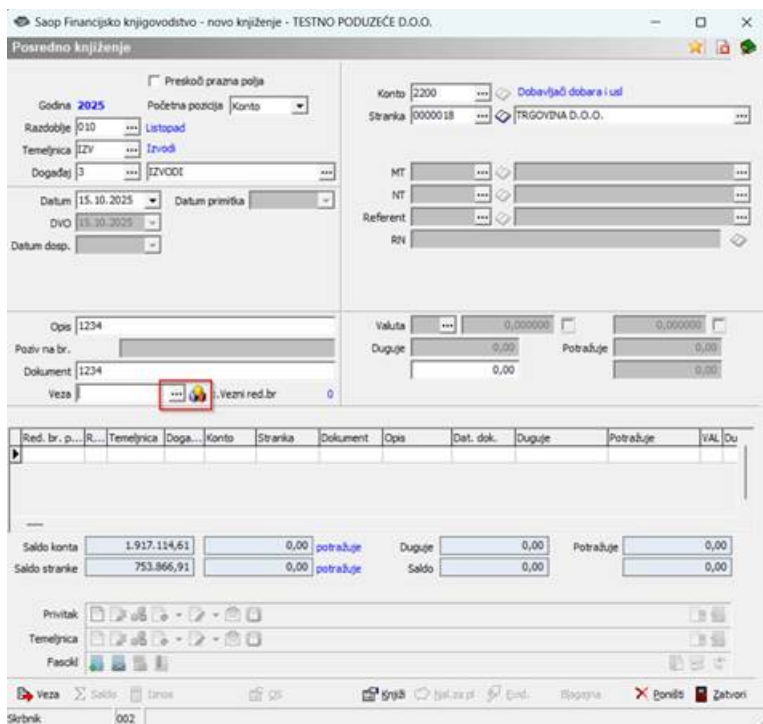 Saop Financijsko knjigovodstvo - novo knjiženje - TESTNO PODUZEĆE D.O.O.
Posredno knjiženje
Preskoči prazna polja
Godina 2025 Početna pozicija Konto
Razdoblje 010 ... Listopad
Temeljnica IZV ... Izvodi
Događaj 3 ... IZVODI ...
Datum 15.10.2025 Datum primitka
DVO 15.10.2025
Datum dosp.
Konto 2200 ... Dobavljači dobara i usl
Stranka 0000018 ... TRGOVINA D.O.O. ...
MT ... ...
NT ... ...
Referent ... ...
RN
Opis 1234
Poziv na br.
Dokument 1234
Veza ... .Vezni red.br 0
Valuta ... 0,000000 0,000000
Duguje 0,00 Potražuje 0,00
0,00 0,00
Red. br. p... R... Temeljnica Doga... Konto Stranka Dokument Opis Dat. dok. Duguje Potražuje VAL Du
Saldo konta 1.917.114,61 0,00 potražuje Duguje 0,00 Potražuje 0,00
Saldo stranke 753.866,91 0,00 potražuje Saldo 0,00 0,00
Privitak
Temeljnica
Fascikl
Veza Saldo Iznos OS Knjiži Nal.za pl Evid. Blagajna Poništi Zatvori
Skrbnik 002